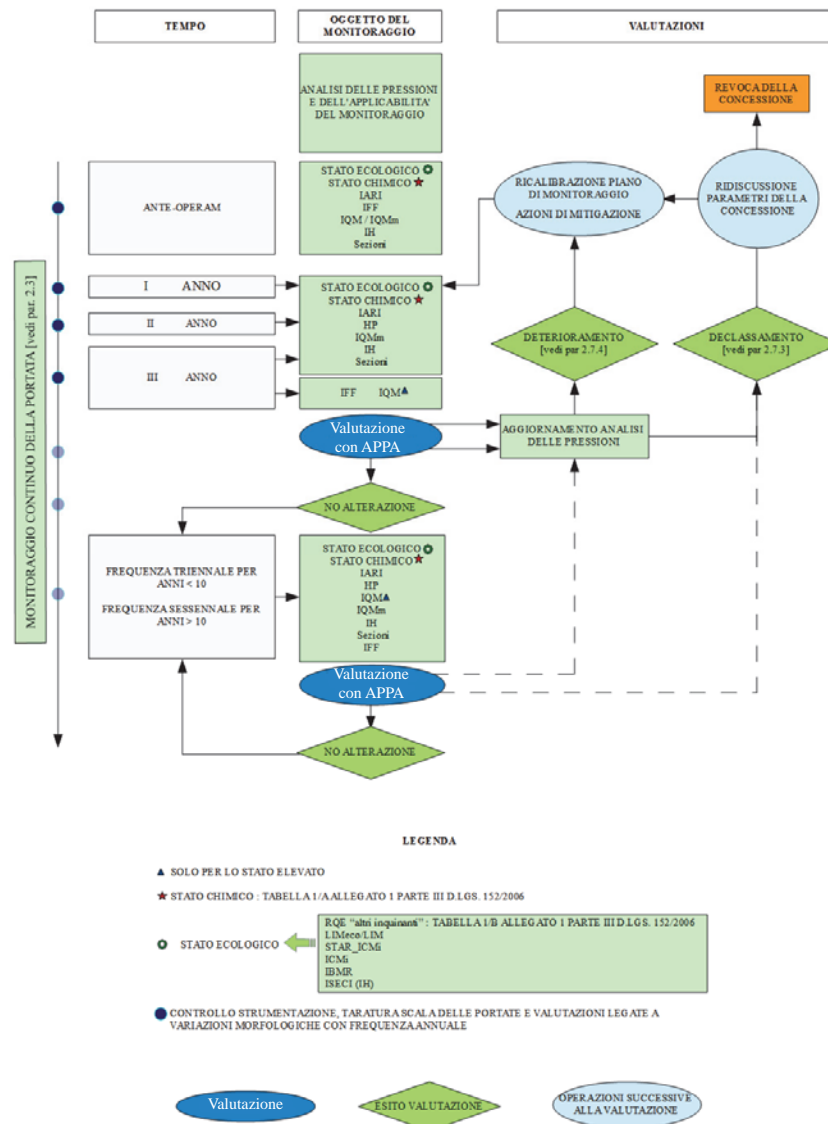 TEMPO
OGGETTO DEL
MONITORAGGIO
VALUTAZIONI
ANALISI DELLE PRESSIONI
E DELL'APPLICABILITA'
DEL MONITORAGGIO
REVOCA DELLA
CONCESSIONE
ANTE-OPERAM
STATO ECOLOGICO
STATO CHIMICO
IARI
IFF
IQM / IQMm
IH
Sezioni
RICALIBRAZIONE PIANO
DI MONITORAGGIO
AZIONI DI MITIGAZIONE
RIDISCUSSIONE
PARAMETRI DELLA
CONCESSIONE
MONITORAGGIO CONTINUO DELLA PORTATA [vedi par. 2.3]
I ANNO
II ANNO
III ANNO
STATO ECOLOGICO
STATO CHIMICO
IARI
HP
IQMm
IH
Sezioni
IFF IQM
DETERIORAMENTO
[vedi par 2.7.4]
DECLASSAMENTO
[vedi par. 2.7.3]
Valutazione
con APPA
AGGIORNAMENTO ANALISI
DELLE PRESSIONI
NO ALTERAZIONE
FREQUENZA TRIENNALE PER
ANNI < 10
FREQUENZA SESSENNALE PER
ANNI > 10
STATO ECOLOGICO
STATO CHIMICO
IARI
HP
IQM
IQMm
IH
Sezioni
IFF
Valutazione
con APPA
NO ALTERAZIONE
LEGENDA
SOLO PER LO STATO ELEVATO
STATO CHIMICO : TABELLA 1/A ALLEGATO 1 PARTE III D.LGS. 152/2006
STATO ECOLOGICO
RQE "altri inquinanti" : TABELLA 1/B ALLEGATO 1 PARTE III D.LGS. 152/2006
LIMeco/LIM
STAR_ICMi
ICMi
IBMR
ISECI (IH)
CONTROLLO STRUMENTAZIONE, TARATURA SCALA DELLE PORTATE E VALUTAZIONI LEGATE A
VARIAZIONI MORFOLOGICHE CON FREQUENZA ANNUALE
Valutazione
ESITO VALUTAZIONE
OPERAZIONI SUCCESSIVE
ALLA VALUTAZIONE